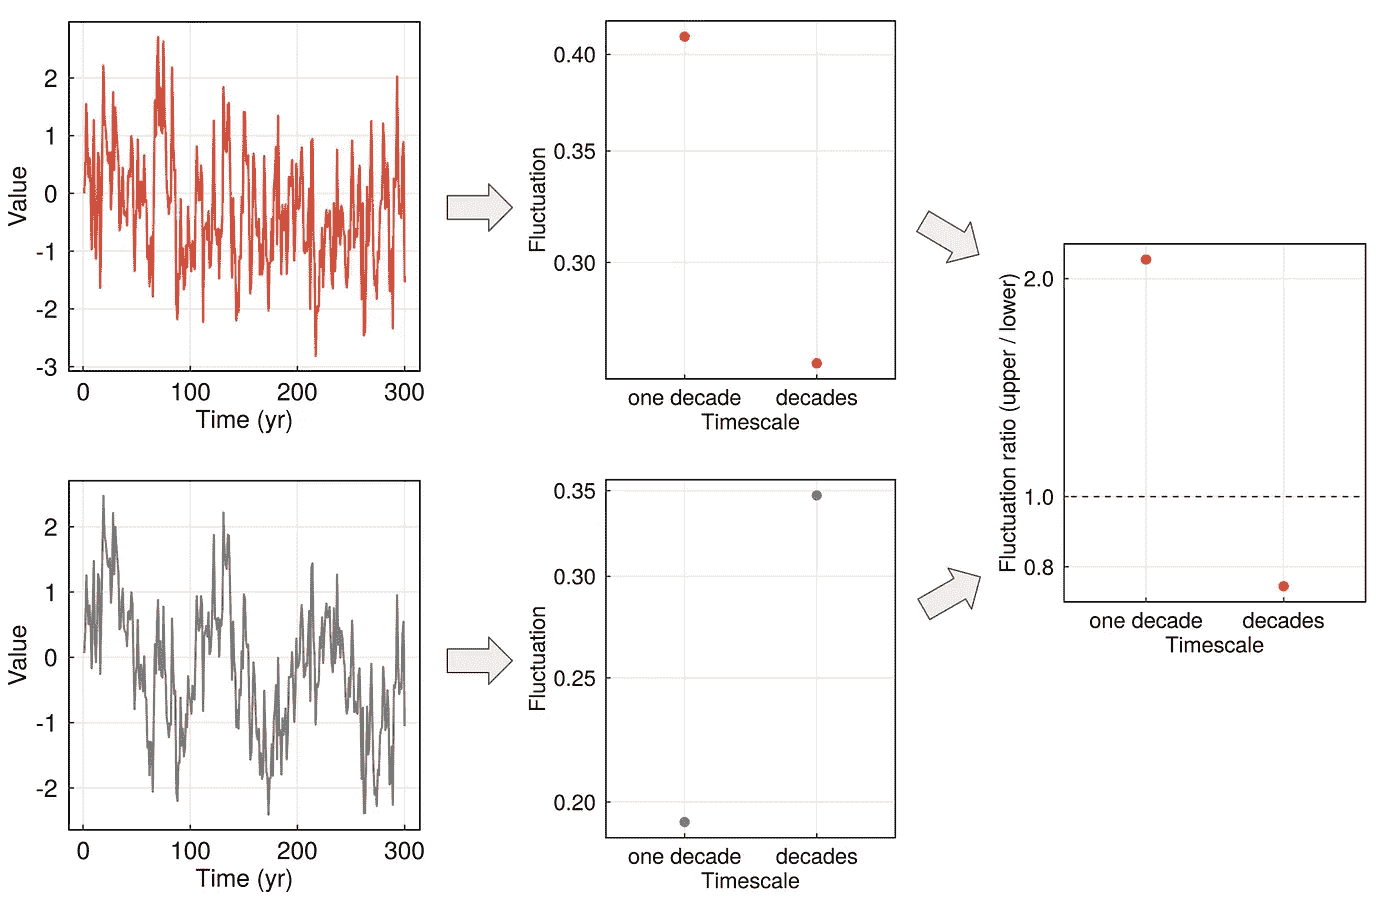 Value
2
1
0
-1
-2
-3
0 100 200 300
Time (yr)
Fluctuation
0.40
0.35
0.30
one decade decades
Timescale
Value
2
1
0
-1
-2
0 100 200 300
Time (yr)
Fluctuation
0.35
0.30
0.25
0.20
one decade decades
Timescale
Fluctuation ratio (upper / lower)
2.0
1.0
0.8
one decade decades
Timescale